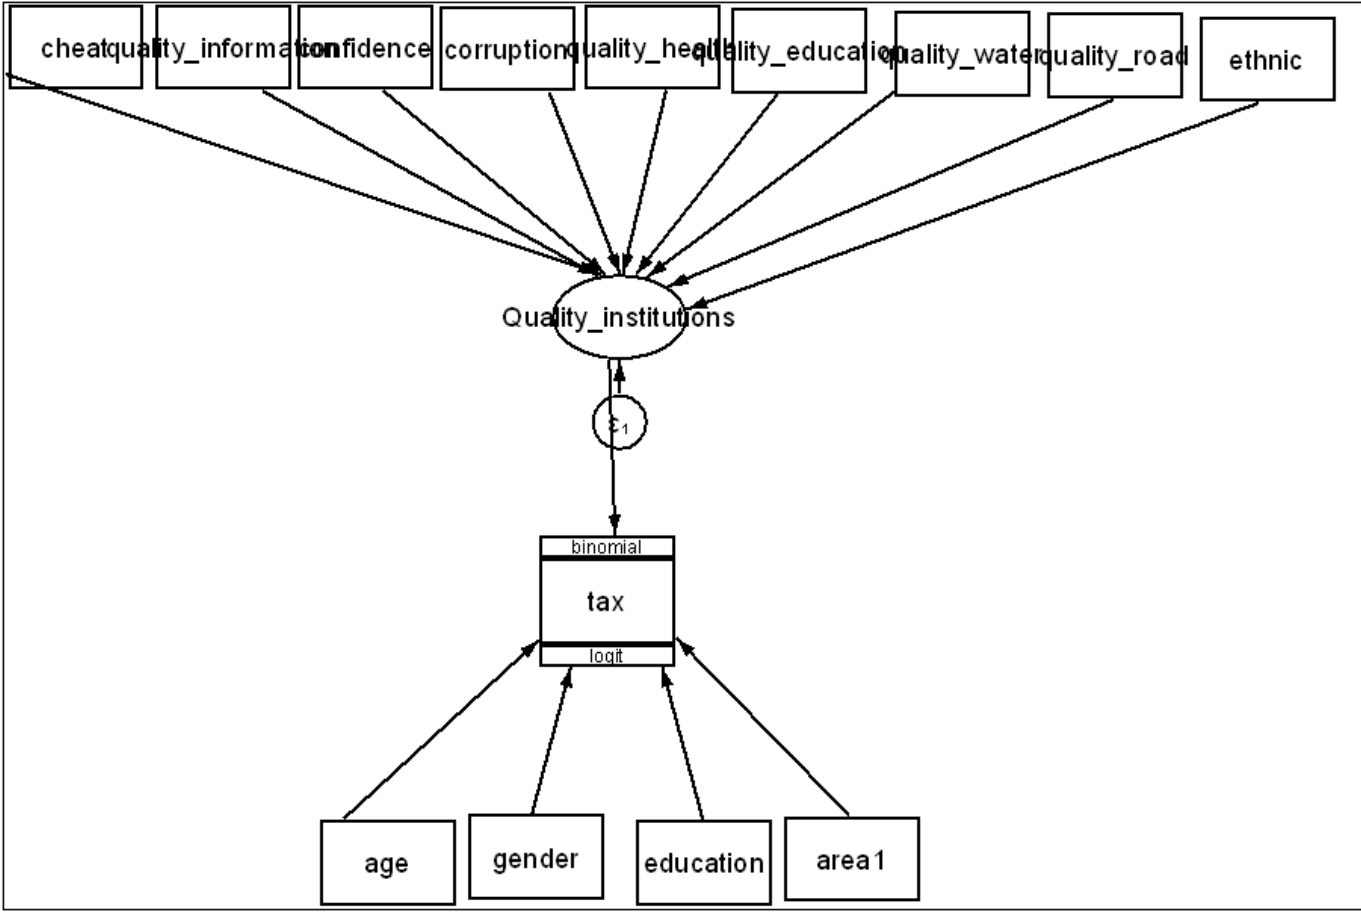 cheat
quality_information
confidence
corruption
quality_health
quality_education
quality_water
quality_road
ethnic
Quality_institutions
ε₁
binomial
tax
logit
age
gender
education
area1